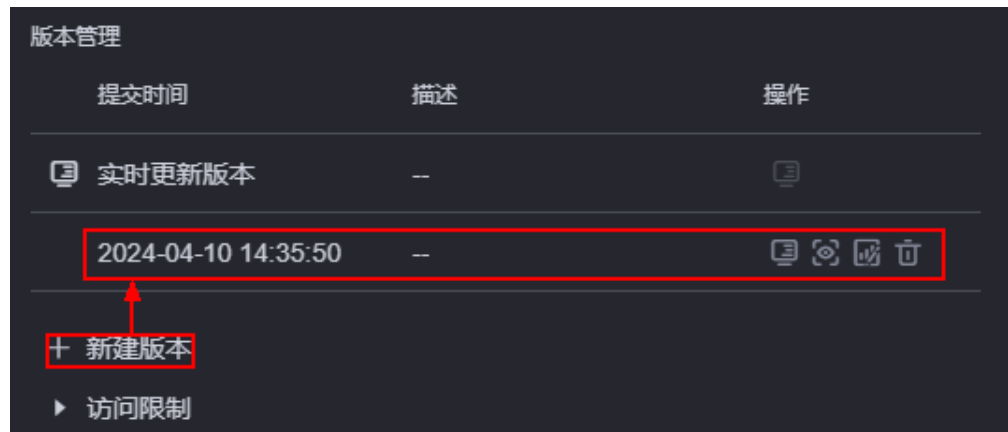 版本管理
提交时间 描述 操作
实时更新版本 --
2024-04-10 14:35:50 --
+ 新建版本
访问限制